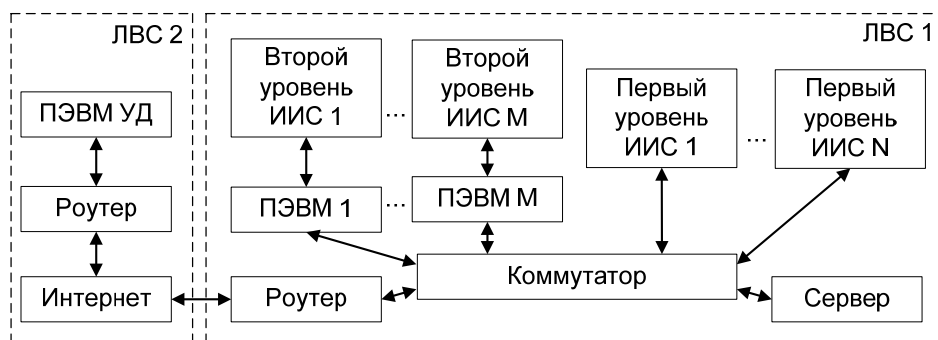 ЛВС 2
ПЭВМ УД
Роутер
Интернет
ЛВС 1
Второй
уровень
ИИС 1
...
Второй
уровень
ИИС М
Первый
уровень
ИИС 1
...
Первый
уровень
ИИС N
ПЭВМ 1
...
ПЭВМ М
Коммутатор
Роутер
Сервер